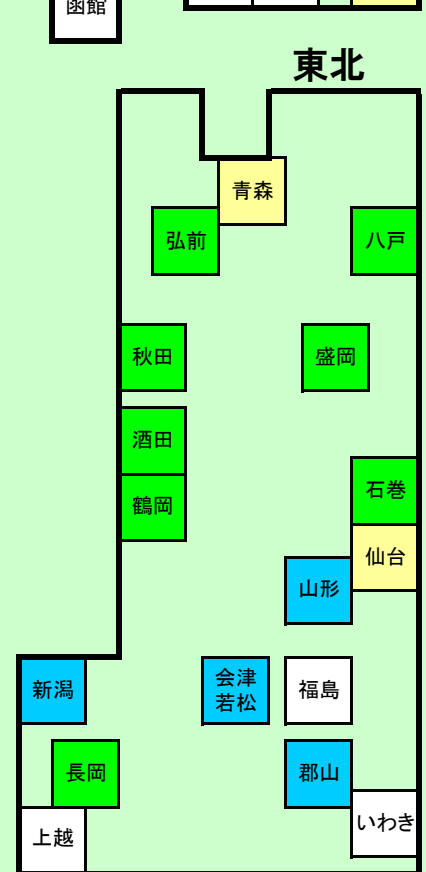 函館
東北
青森
弘前
八戸
秋田
盛岡
酒田
石巻
鶴岡
仙台
山形
新潟
会津
若松
福島
長岡
郡山
いわき
上越